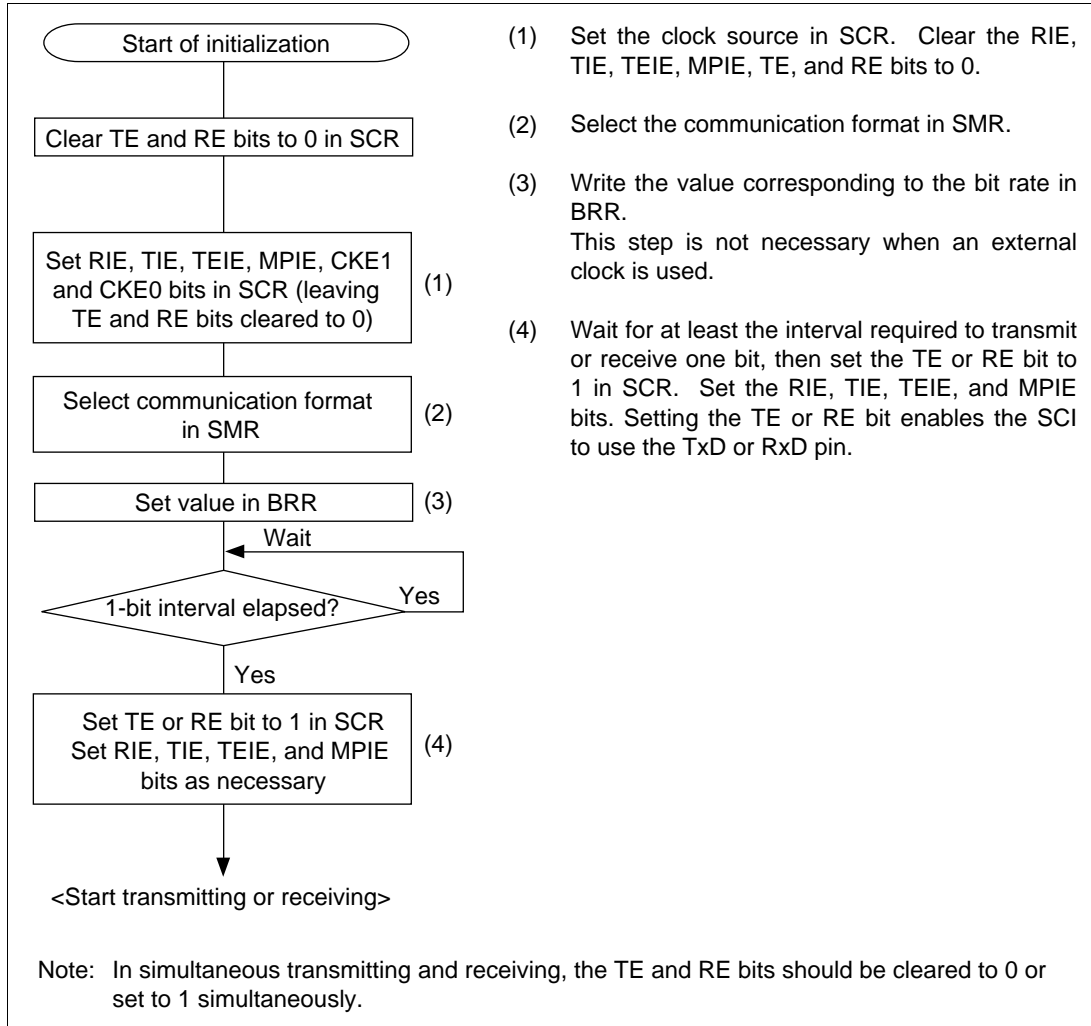 Start of initialization
Clear TE and RE bits to 0 in SCR
Set RIE, TIE, TEIE, MPIE, CKE1
and CKE0 bits in SCR (leaving
TE and RE bits cleared to 0)
(1)
Select communication format
in SMR
(2)
Set value in BRR
(3)
Wait
1-bit interval elapsed?
Yes
Yes
Set TE or RE bit to 1 in SCR
Set RIE, TIE, TEIE, and MPIE
bits as necessary
(4)
<Start transmitting or receiving>
(1) Set the clock source in SCR. Clear the RIE,
TIE, TEIE, MPIE, TE, and RE bits to 0.
(2) Select the communication format in SMR.
(3) Write the value corresponding to the bit rate in
BRR.
This step is not necessary when an external
clock is used.
(4) Wait for at least the interval required to transmit
or receive one bit, then set the TE or RE bit to
1 in SCR. Set the RIE, TIE, TEIE, and MPIE
bits. Setting the TE or RE bit enables the SCI
to use the TxD or RxD pin.
Note: In simultaneous transmitting and receiving, the TE and RE bits should be cleared to 0 or
set to 1 simultaneously.